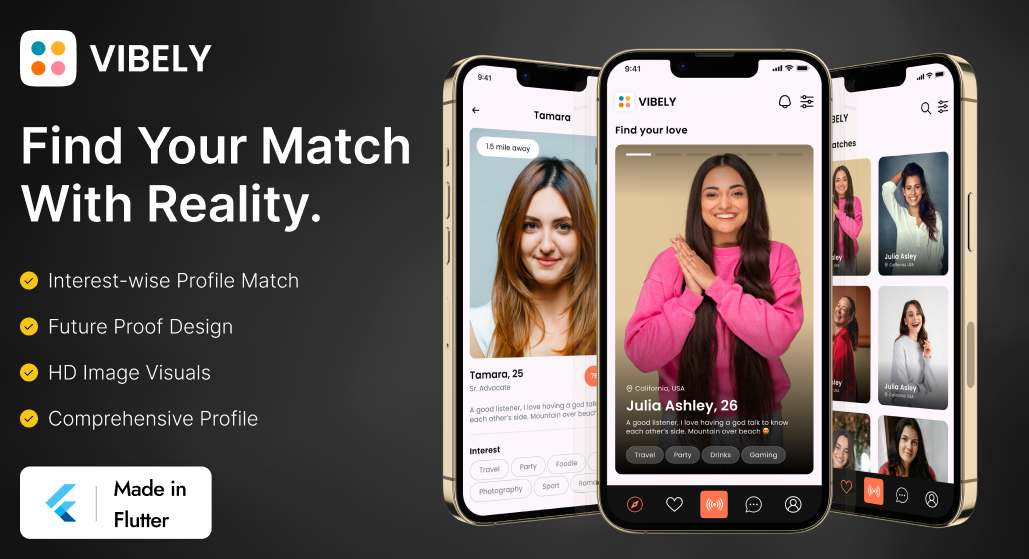 VIBELY
Find Your Match
With Reality.
Interest-wise Profile Match
Future Proof Design
HD Image Visuals
Comprehensive Profile
Made in
Flutter
9:41
Tamara
1.5 mile away
Tamara, 25
Sr. Advocate
A good listener, I love having a god talk
each other's side. Mountain over beach
Interest
Travel
Party
Foodie
Photography
Sport
9:41
VIBELY
Find your love
California, USA
Julia Ashley, 26
A good listener, I love having a god talk to know
each other's side. Mountain over beach 😍
Travel
Party
Drinks
Gaming
Julia Asley
California, USA
Julia Asley
California, USA